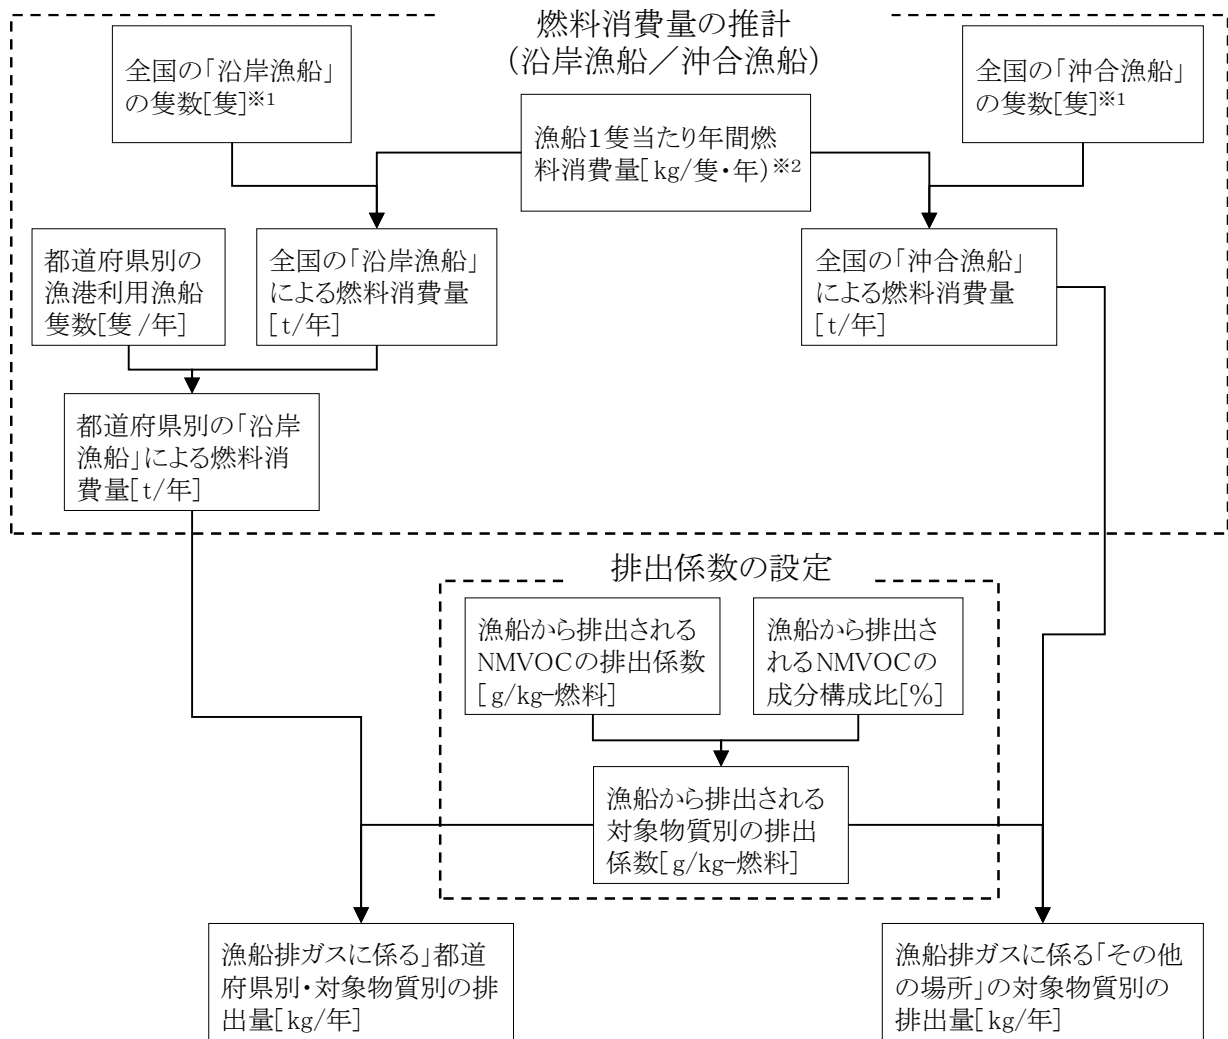 燃料消費量の推計
(沿岸漁船／沖合漁船)
全国の「沿岸漁船」
の隻数[隻]※1
全国の「沖合漁船」
の隻数[隻]※1
漁船１隻当たり年間燃
料消費量[kg/隻・年)※2
都道府県別の
漁港利用漁船
隻数[隻/年]
全国の「沿岸漁船」
による燃料消費量
[t/年]
全国の「沖合漁船」
による燃料消費量
[t/年]
都道府県別の「沿岸
漁船」による燃料消
費量[t/年]
排出係数の設定
漁船から排出される
NMVOCの排出係数
[g/kg-燃料]
漁船から排出さ
れるNMVOCの
成分構成比[%]
漁船から排出される
対象物質別の排出
係数[g/kg-燃料]
漁船排ガスに係る」都道
府県別・対象物質別の排
出量[kg/年]
漁船排ガスに係る「その他
の場所」の対象物質別の
排出量[kg/年]